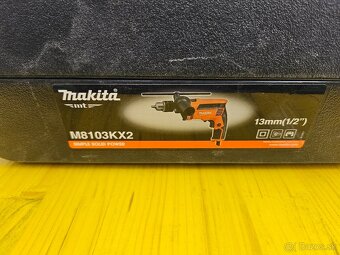 makita
mt
M8103KX2
SIMPLE SOLID POWER
13mm(1/2")